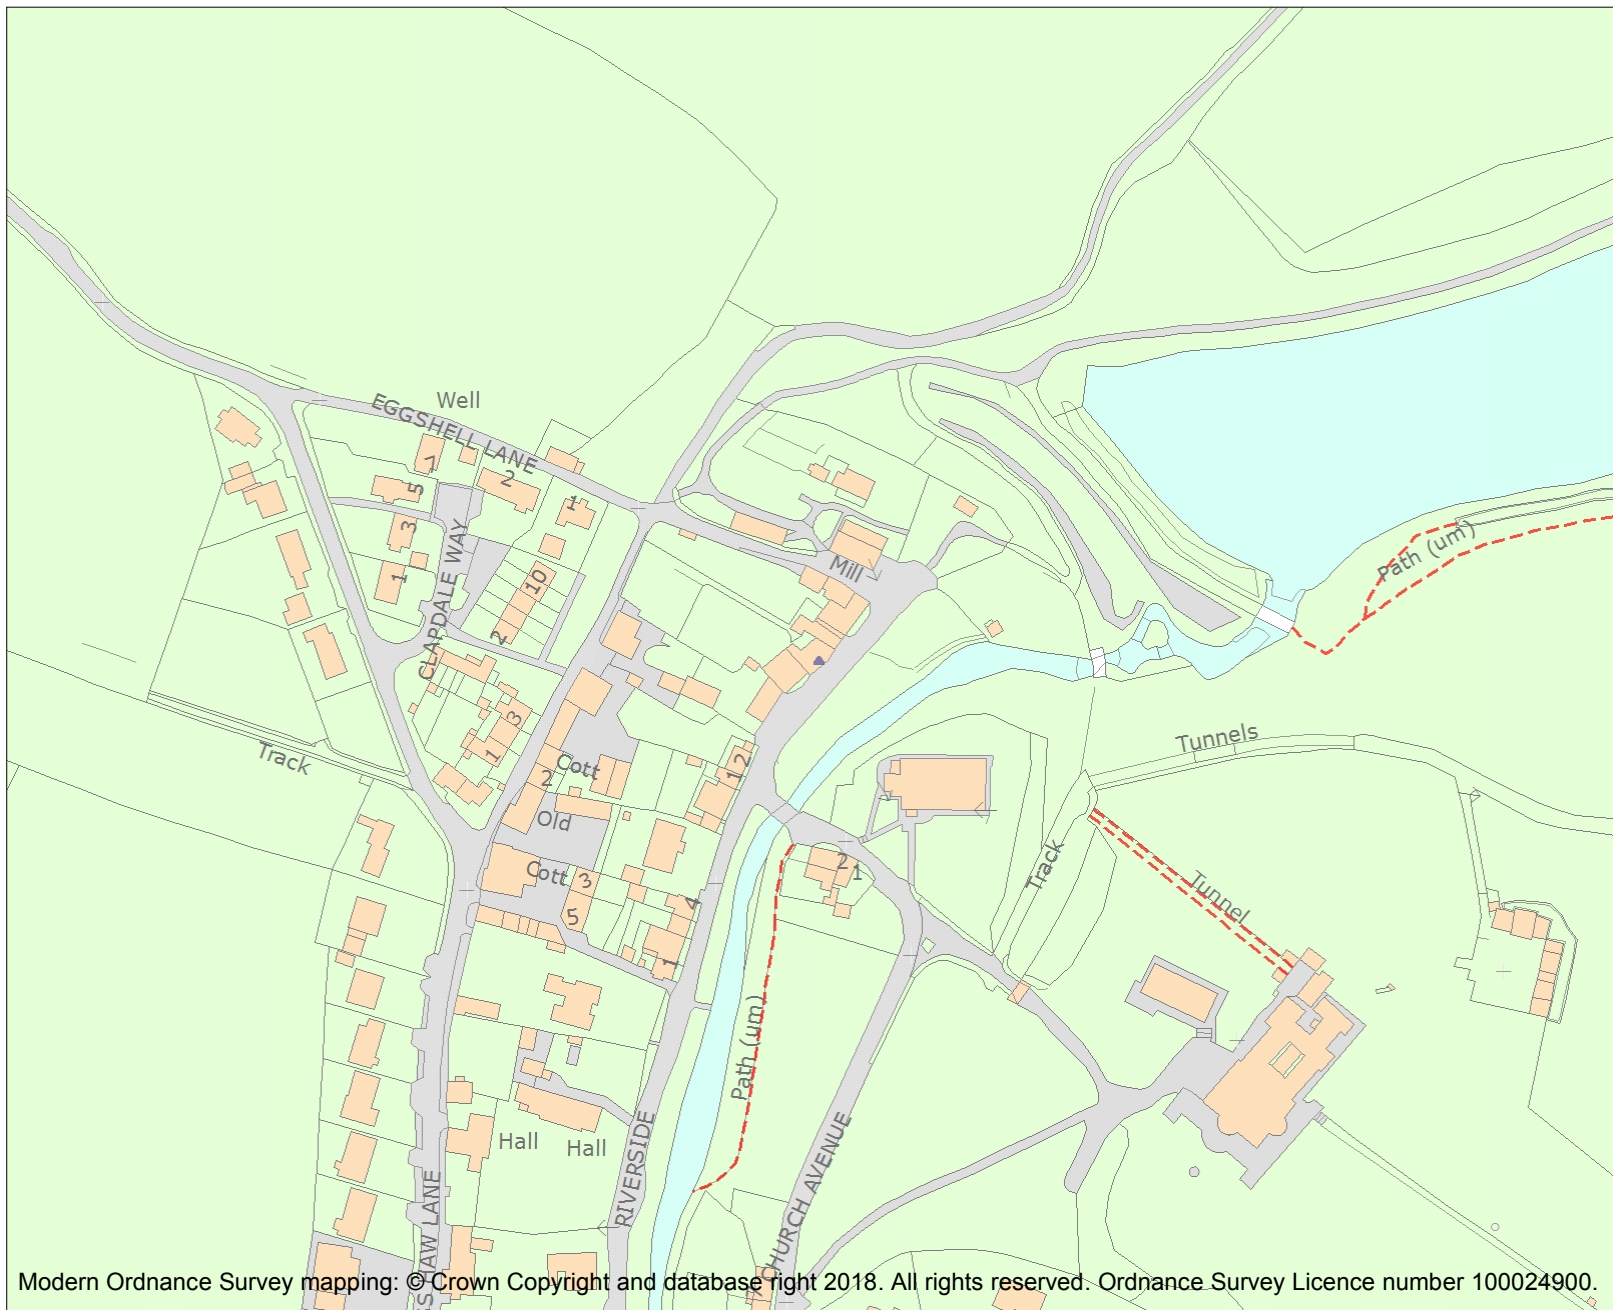 Well
EGGSHELL LANE
7
2
5
1
3
1
CLAPDALE WAY
10
2
Mill
Path (um)
3
1
Track
Tunnels
Cott
2
1 2
Old
Cott
3
5
2
1
4
1
Track
Tunnel
Path (um)
Hall
Hall
RIVERSIDE
CHURCH AVENUE
HAW LANE
Modern Ordnance Survey mapping: © Crown Copyright and database right 2018. All rights reserved. Ordnance Survey Licence number 100024900.